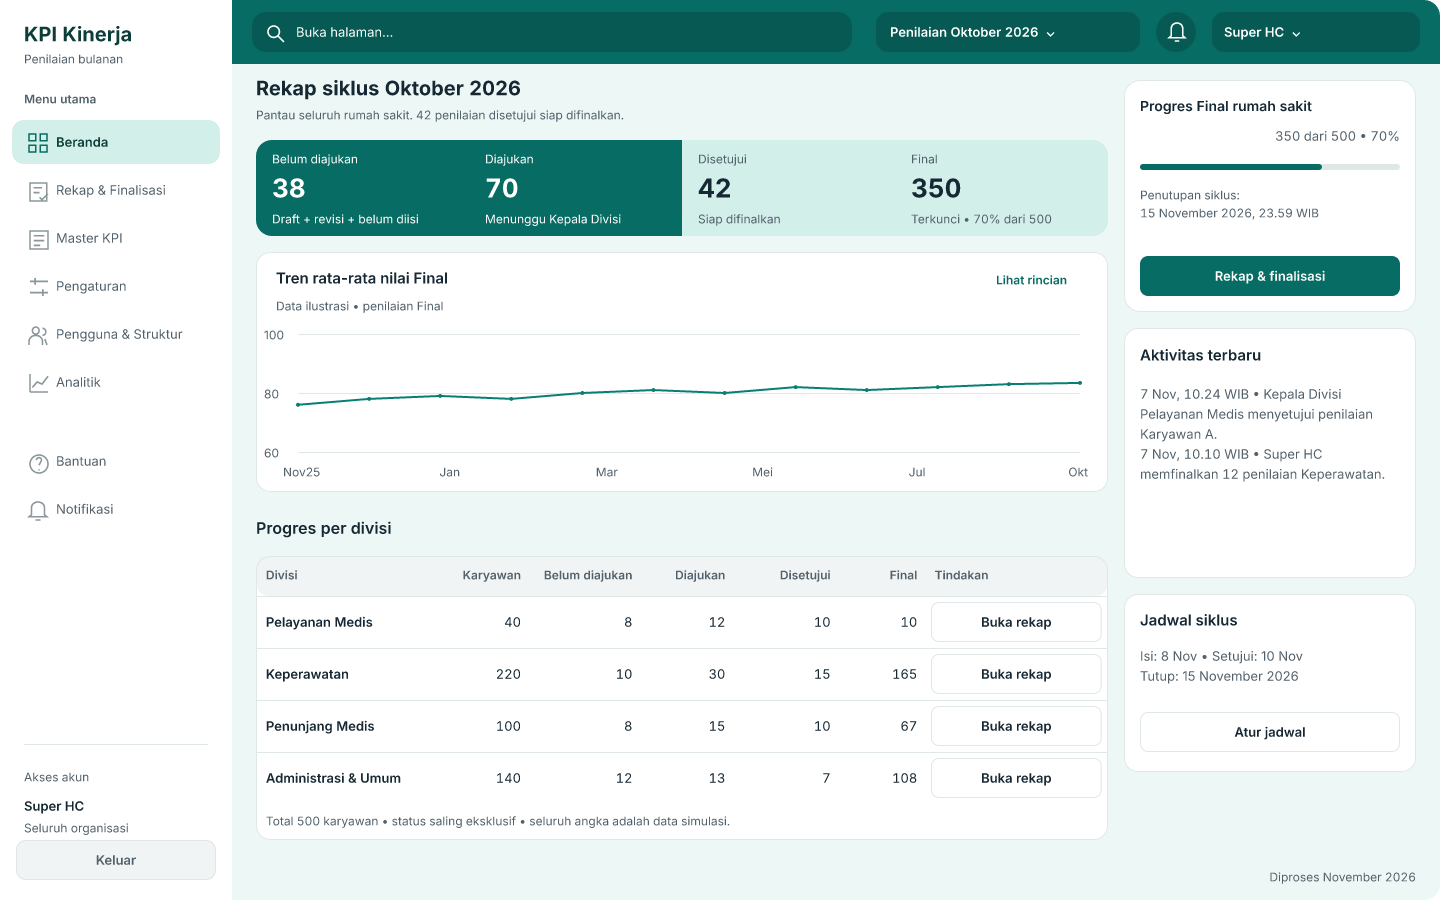 KPI Kinerja
Penilaian bulanan
Menu utama
Beranda
Rekap & Finalisasi
Master KPI
Pengaturan
Pengguna & Struktur
Analitik
Bantuan
Notifikasi
Akses akun
Super HC
Seluruh organisasi
Keluar
Buka halaman...
Penilaian Oktober 2026
Super HC
Rekap siklus Oktober 2026
Pantau seluruh rumah sakit. 42 penilaian disetujui siap difinalkan.
Belum diajukan
38
Draft + revisi + belum diisi
Diajukan
70
Menunggu Kepala Divisi
Disetujui
42
Siap difinalkan
Final
350
Terkunci • 70% dari 500
Tren rata-rata nilai Final
Lihat rincian
Data ilustrasi • penilaian Final
100
80
60
Nov25 Jan Mar Mei Jul Okt
Progres per divisi
Divisi Karyawan Belum diajukan Diajukan Disetujui Final Tindakan
Pelayanan Medis 40 8 12 10 10 Buka rekap
Keperawatan 220 10 30 15 165 Buka rekap
Penunjang Medis 100 8 15 10 67 Buka rekap
Administrasi & Umum 140 12 13 7 108 Buka rekap
Total 500 karyawan • status saling eksklusif • seluruh angka adalah data simulasi.
Progres Final rumah sakit
350 dari 500 • 70%
Penutupan siklus:
15 November 2026, 23.59 WIB
Rekap & finalisasi
Aktivitas terbaru
7 Nov, 10.24 WIB • Kepala Divisi
Pelayanan Medis menyetujui penilaian
Karyawan A.
7 Nov, 10.10 WIB • Super HC
memfinalkan 12 penilaian Keperawatan.
Jadwal siklus
Isi: 8 Nov • Setujui: 10 Nov
Tutup: 15 November 2026
Atur jadwal
Diproses November 2026